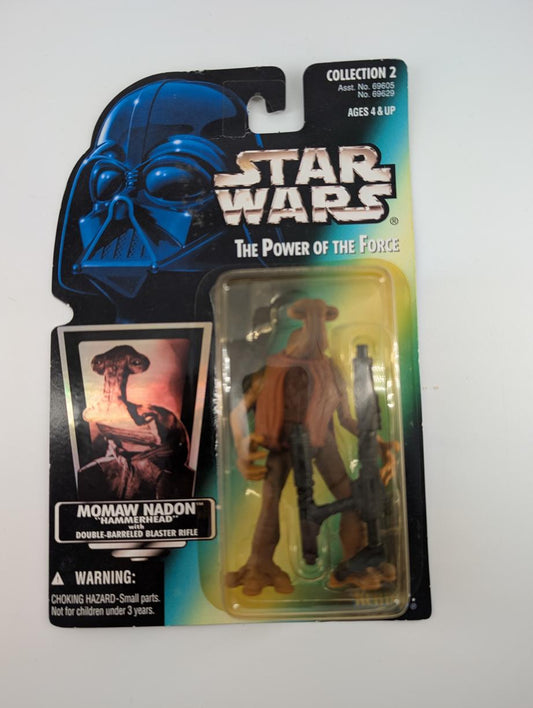 COLLECTION 2
Asst. No. 69605
No. 69629
AGES 4 & UP
STAR
WARS®
THE POWER OF THE FORCE
MOMAW NADON™
"HAMMERHEAD"
with
DOUBLE-BARRELED BLASTER RIFLE
WARNING:
CHOKING HAZARD-Small parts.
Not for children under 3 years.